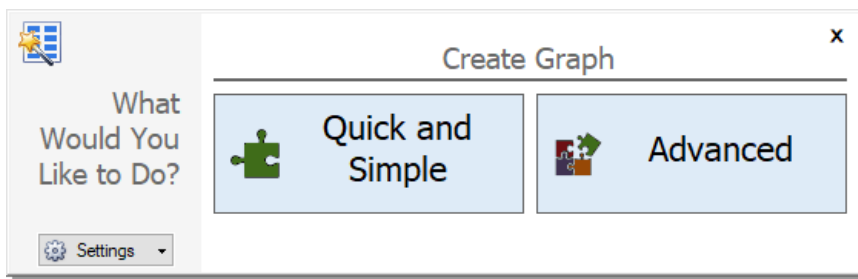 What
Would You
Like to Do?
Settings
Create Graph
x
Quick and
Simple
Advanced